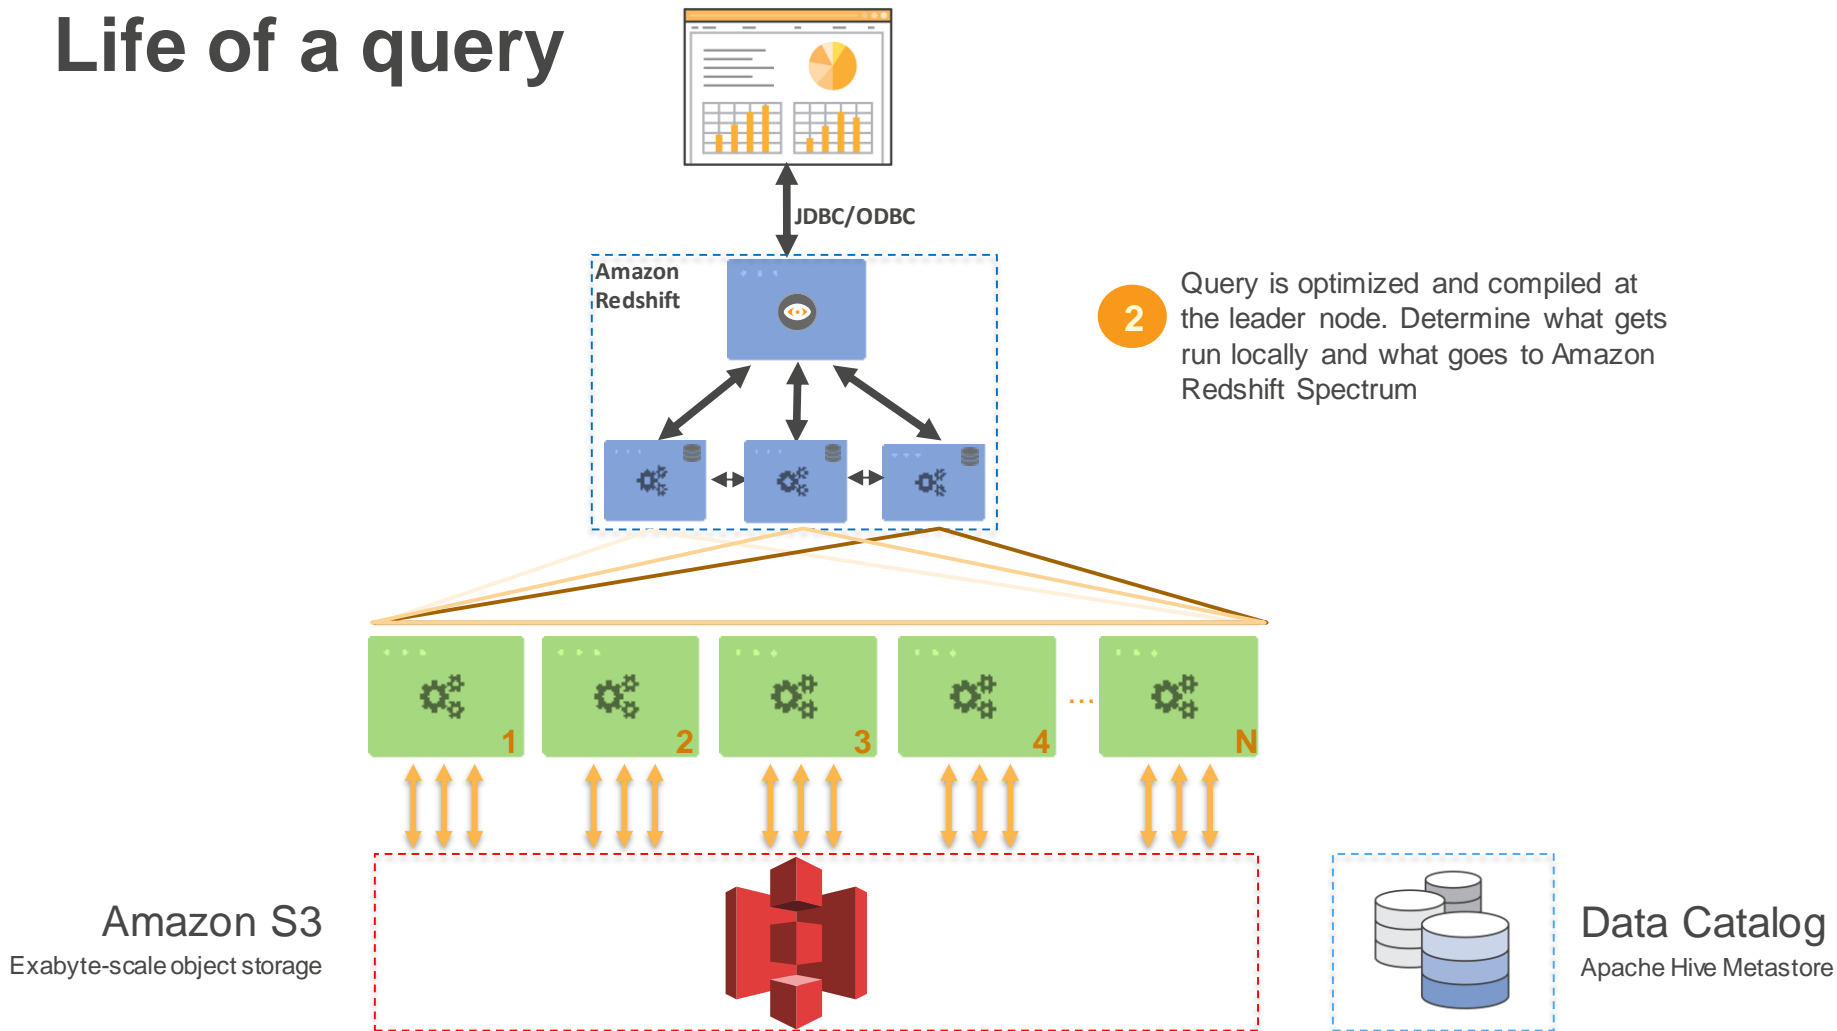 Life of a query
JDBC/ODBC
Amazon
Redshift
2
Query is optimized and compiled at
the leader node. Determine what gets
run locally and what goes to Amazon
Redshift Spectrum
1
2
3
4
...
N
Amazon S3
Exabyte-scale object storage
Data Catalog
Apache Hive Metastore